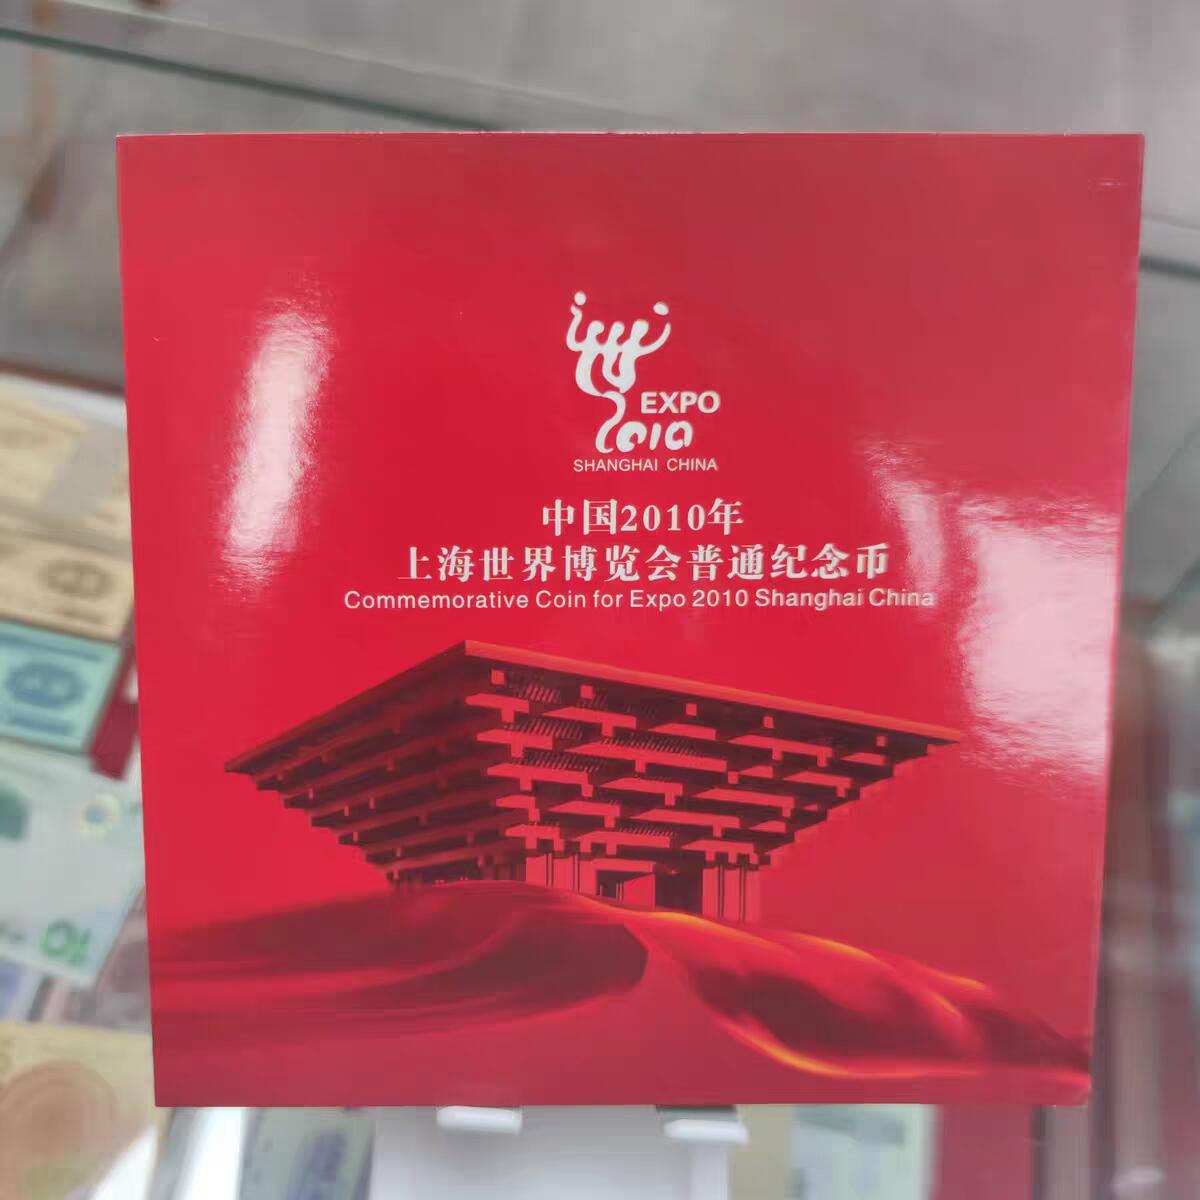 EXPO
2010
SHANGHAI CHINA
中国2010年
上海世界博览会普通纪念币
Commemorative Coin for Expo 2010 Shanghai China
10